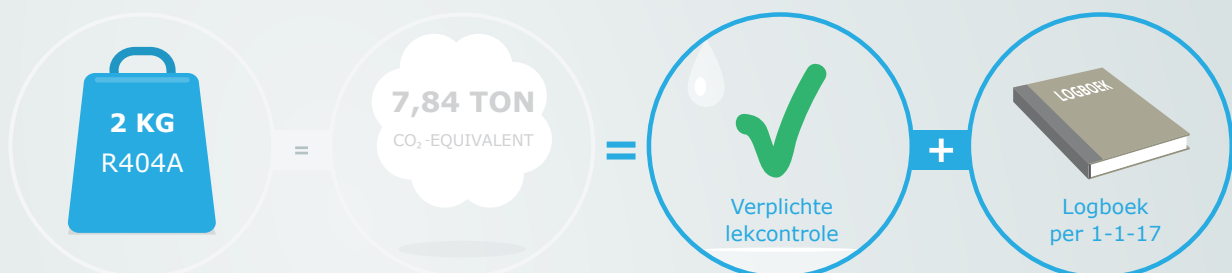 2 KG
R404A
=
7,84 TON
CO₂-EQUIVALENT
=
Verplichte
lekcontrole
+
LOGBOEK
Logboek
per 1-1-17